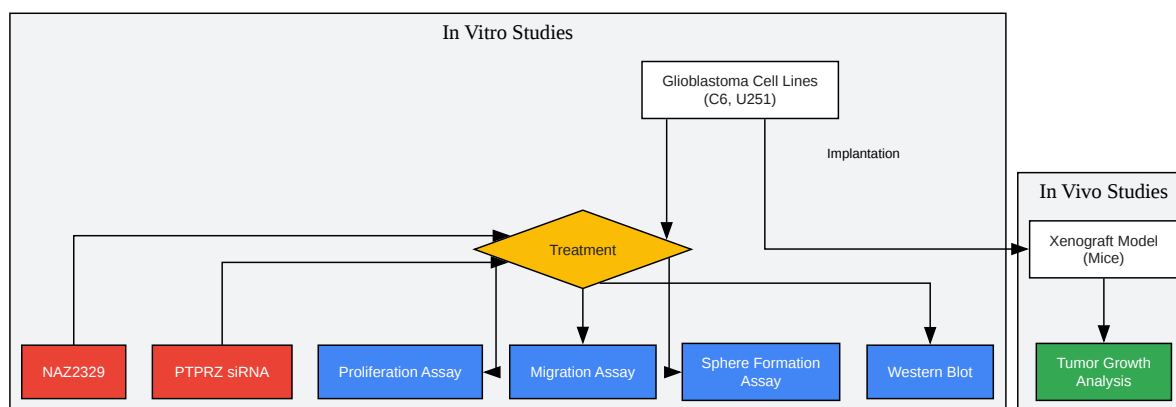 In Vitro Studies
Glioblastoma Cell Lines
(C6, U251)
Implantation
In Vivo Studies
Treatment
Xenograft Model
(Mice)
NAZ2329
PTPRZ siRNA
Proliferation Assay
Migration Assay
Sphere Formation
Assay
Western Blot
Tumor Growth
Analysis